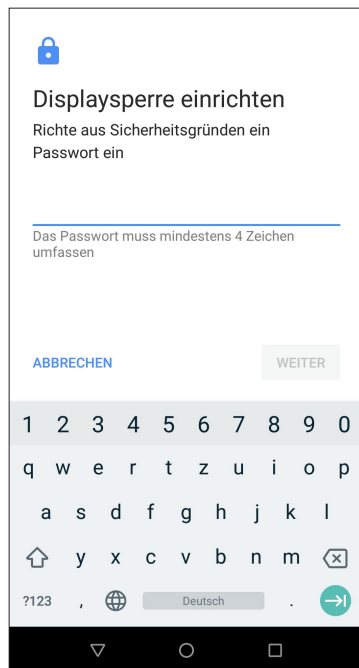 Displaysperre einrichten
Richte aus Sicherheitsgründen ein
Passwort ein
Das Passwort muss mindestens 4 Zeichen
umfassen
ABBRECHEN WEITER
1 2 3 4 5 6 7 8 9 0
q w e r t z u i o p
a s d f g h j k l
y x c v b n m
?123 , Deutsch .